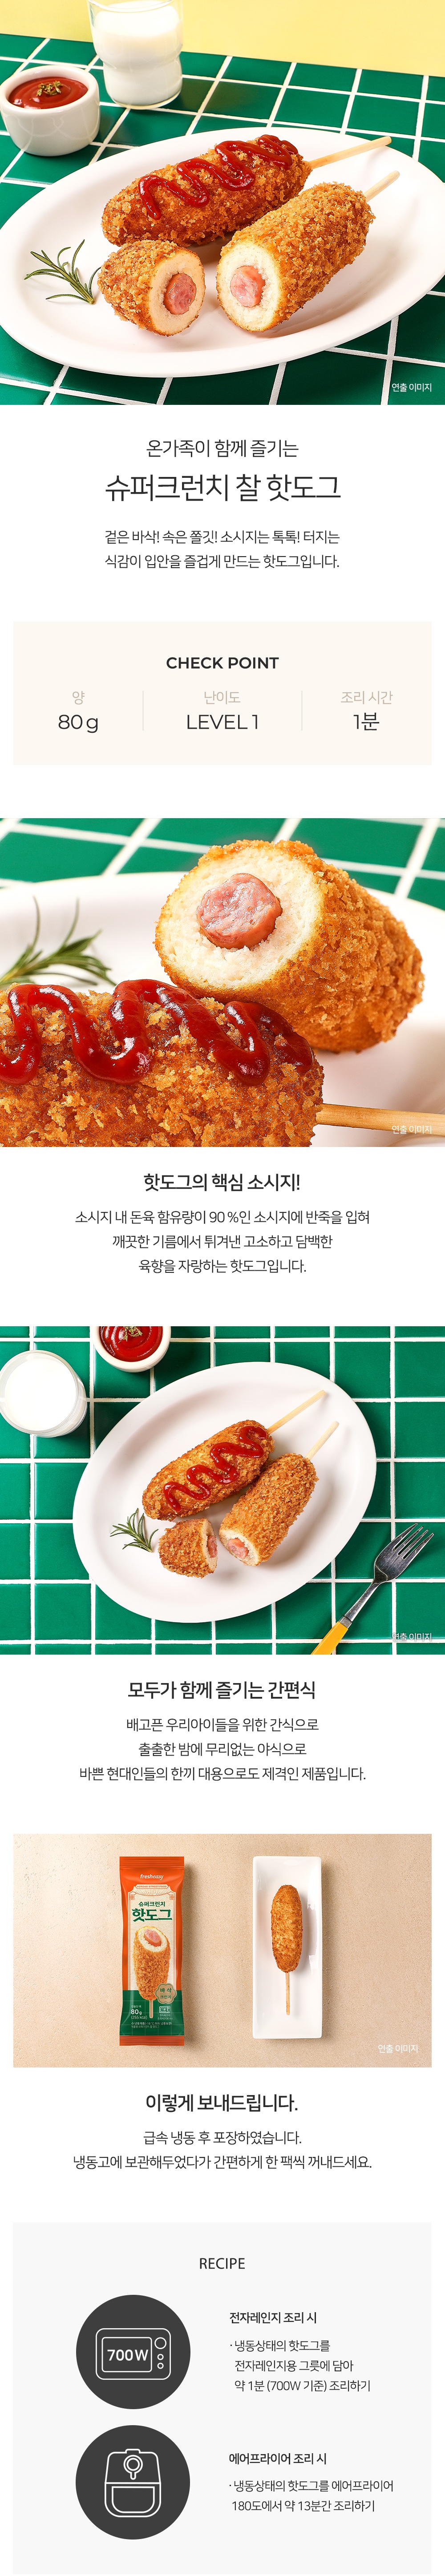 연출 이미지
온가족이 함께 즐기는
슈퍼크런치 찰 핫도그
겉은 바삭! 속은 쫄깃! 소시지는 톡톡! 터지는
식감이 입안을 즐겁게 만드는 핫도그입니다.
CHECK POINT
양
난이도
조리 시간
80 g
LEVEL 1
1분
연출 이미지
핫도그의 핵심 소시지!
소시지 내 돈육 함유량이 90 %인 소시지에 반죽을 입혀
깨끗한 기름에서 튀겨낸 고소하고 담백한
육향을 자랑하는 핫도그입니다.
연출 이미지
모두가 함께 즐기는 간편식
배고픈 우리아이들을 위한 간식으로
출출한 밤에 무리없는 야식으로
바쁜 현대인들의 한끼 대용으로도 제격인 제품입니다.
freshway
슈퍼크런치
핫도그
80g
연출 이미지
이렇게 보내드립니다.
급속 냉동 후 포장하였습니다.
냉동고에 보관해두었다가 간편하게 한 팩씩 꺼내드세요.
RECIPE
700W
전자레인지 조리 시
· 냉동상태의 핫도그를
전자레인지용 그릇에 담아
약 1분 (700W 기준) 조리하기
에어프라이어 조리 시
· 냉동상태의 핫도그를 에어프라이어
180도에서 약 13분간 조리하기